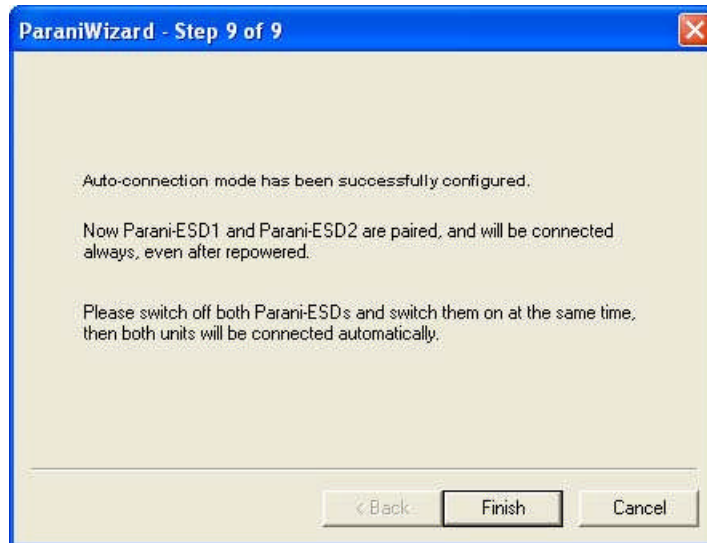 ParaniWizard - Step 9 of 9
Auto-connection mode has been successfully configured.
Now Parani-ESD1 and Parani-ESD2 are paired, and will be connected
always, even after repowered.
Please switch off both Parani-ESDs and switch them on at the same time,
then both units will be connected automatically.
< Back Finish Cancel